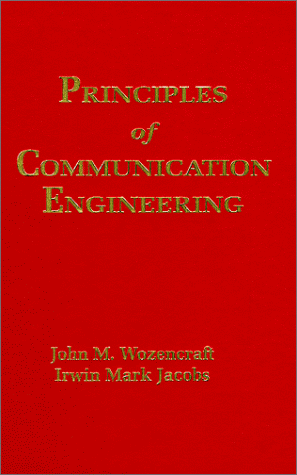 PRINCIPLES
of
COMMUNICATION
ENGINEERING
John M. Wozencraft
Irwin Mark Jacobs